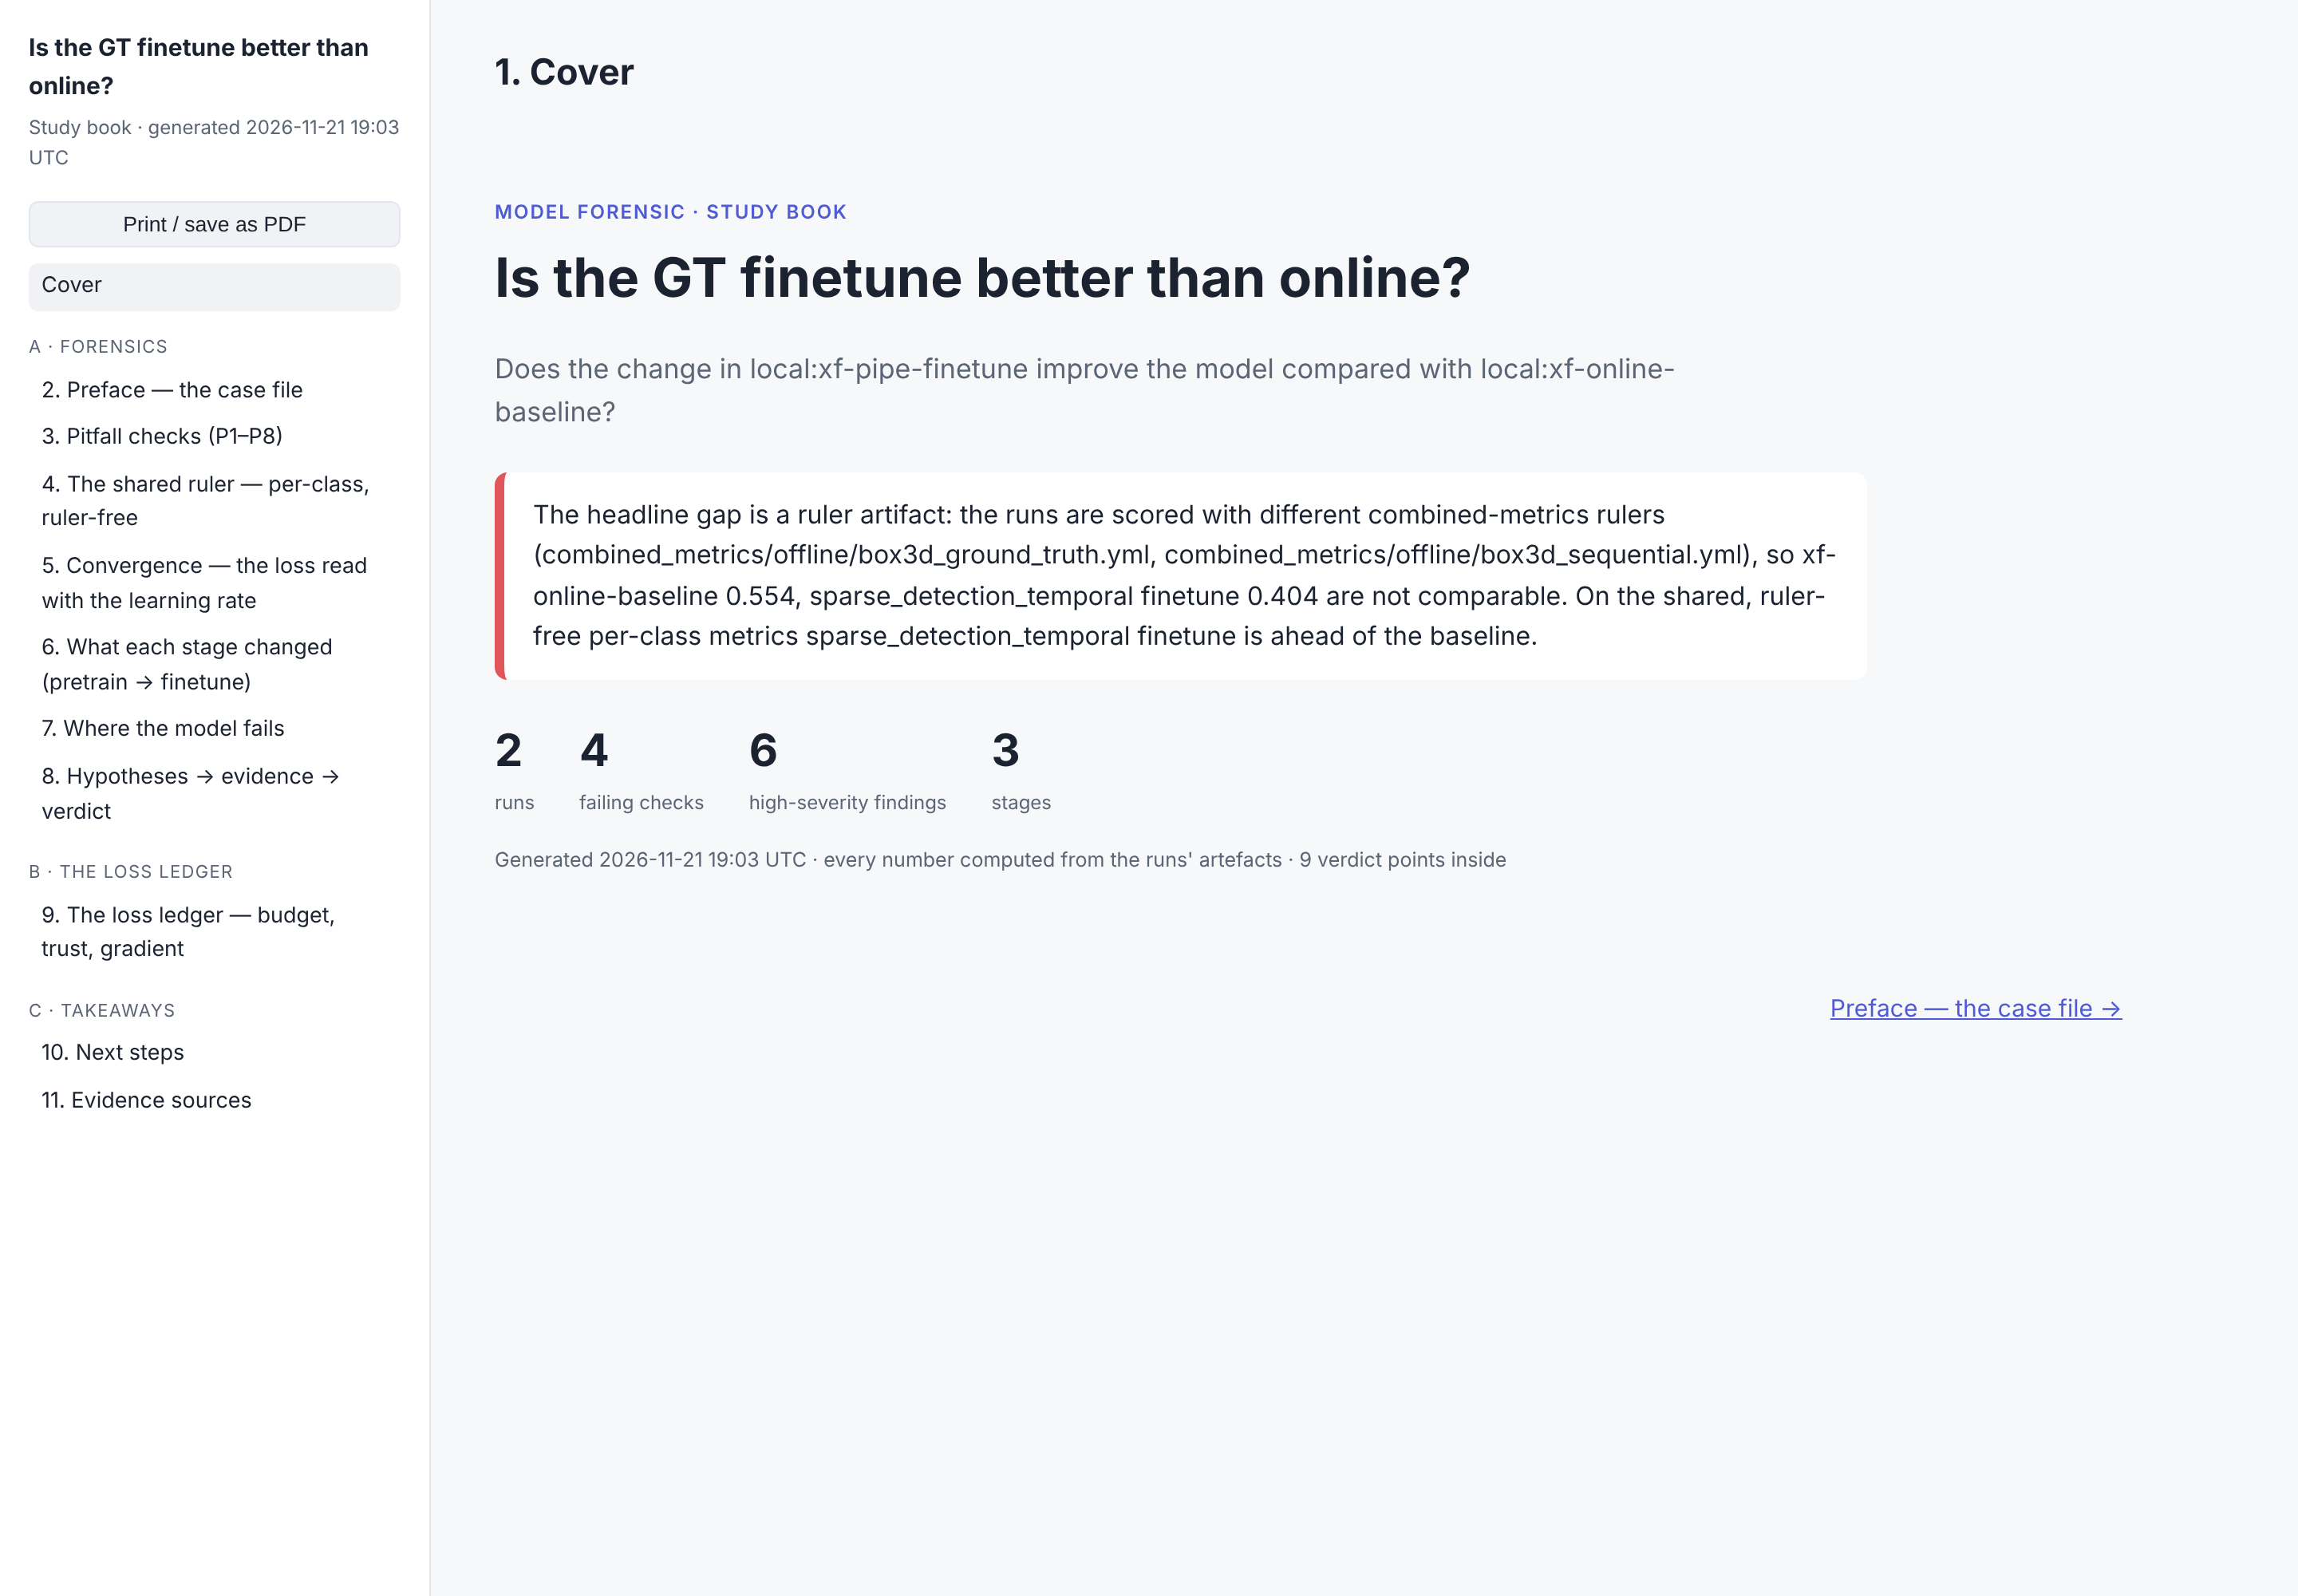 Is the GT finetune better than
online?
Study book · generated 2026-11-21 19:03
UTC
Print / save as PDF
Cover
A · FORENSICS
2. Preface — the case file
3. Pitfall checks (P1–P8)
4. The shared ruler — per-class,
ruler-free
5. Convergence — the loss read
with the learning rate
6. What each stage changed
(pretrain → finetune)
7. Where the model fails
8. Hypotheses → evidence →
verdict
B · THE LOSS LEDGER
9. The loss ledger — budget,
trust, gradient
C · TAKEAWAYS
10. Next steps
11. Evidence sources
1. Cover
MODEL FORENSIC · STUDY BOOK
Is the GT finetune better than online?
Does the change in local:xf-pipe-finetune improve the model compared with local:xf-online-
baseline?
The headline gap is a ruler artifact: the runs are scored with different combined-metrics rulers
(combined_metrics/offline/box3d_ground_truth.yml, combined_metrics/offline/box3d_sequential.yml), so xf-
online-baseline 0.554, sparse_detection_temporal finetune 0.404 are not comparable. On the shared, ruler-
free per-class metrics sparse_detection_temporal finetune is ahead of the baseline.
2 4 6 3
runs failing checks high-severity findings stages
Generated 2026-11-21 19:03 UTC · every number computed from the runs' artefacts · 9 verdict points inside
Preface — the case file →